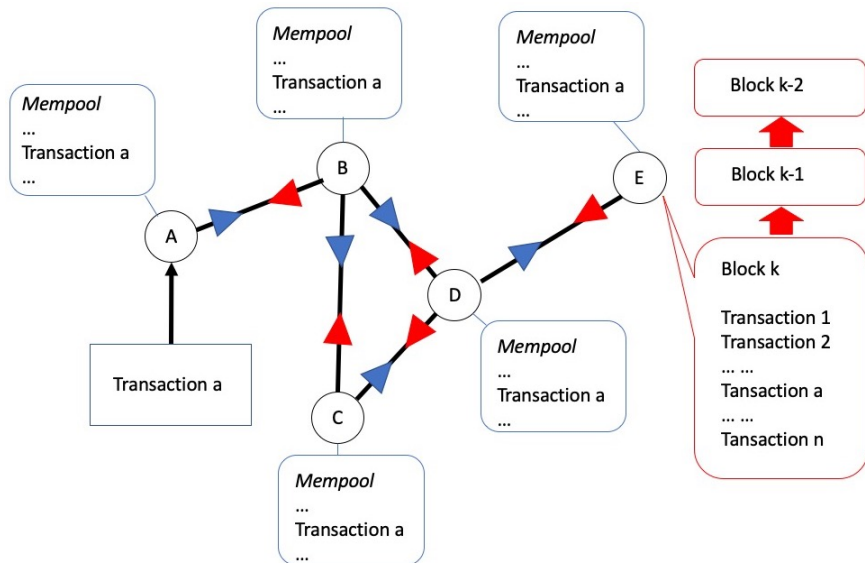 Mempool
...
Transaction a
...
Mempool
...
Transaction a
...
Mempool
...
Transaction a
...
Block k-2
Block k-1
A
B
E
D
C
Transaction a
Block k
Transaction 1
Transaction 2
... ...
Tansaction a
... ...
Tansaction n
Mempool
...
Transaction a
...
Mempool
...
Transaction a
...